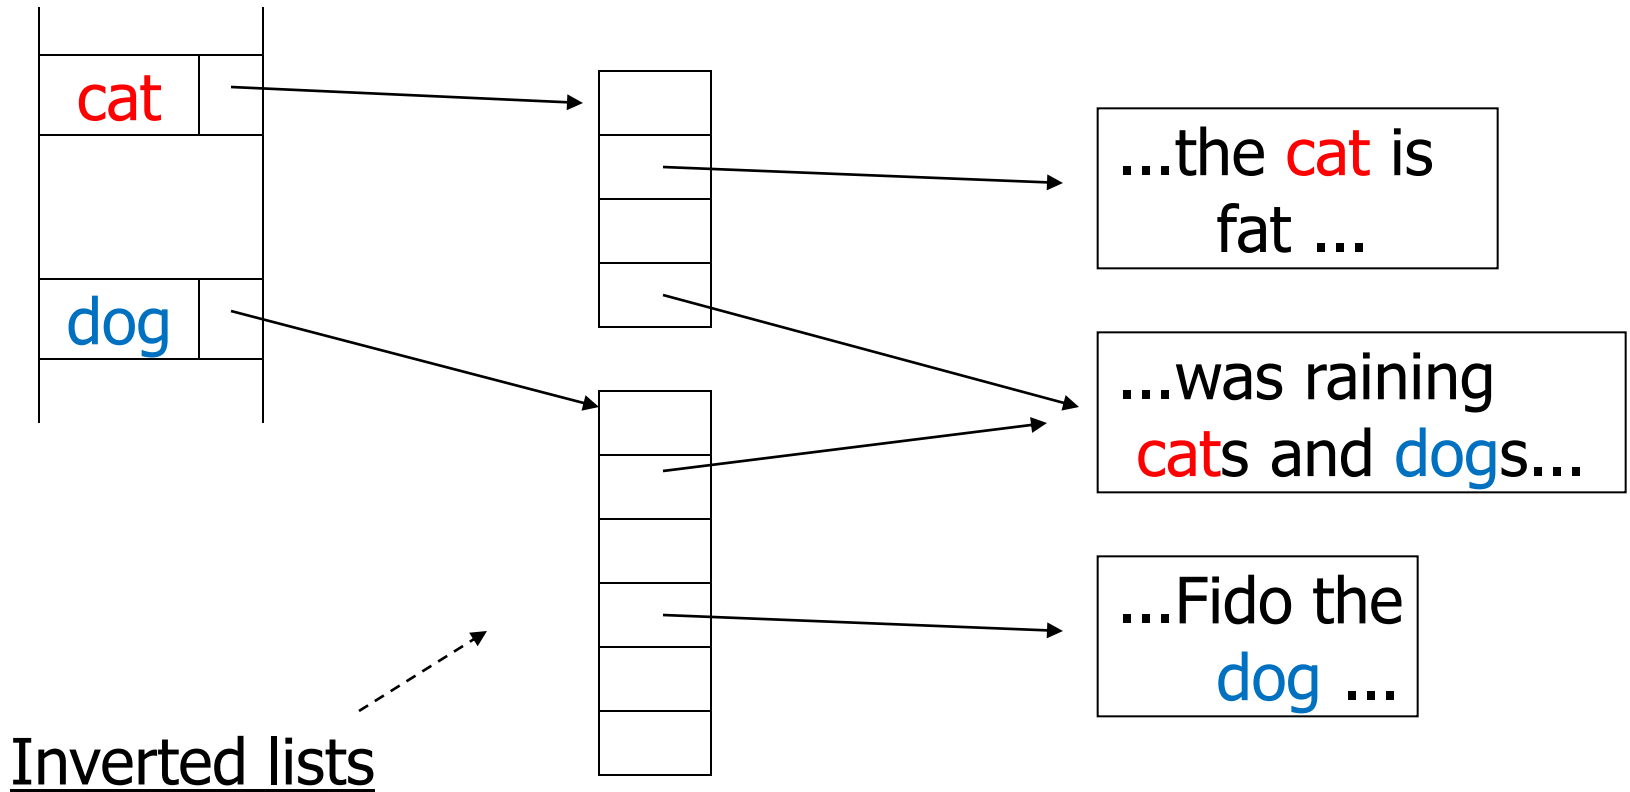 cat
dog
...the cat is
fat ...
...was raining
cats and dogs...
...Fido the
dog ...
Inverted lists